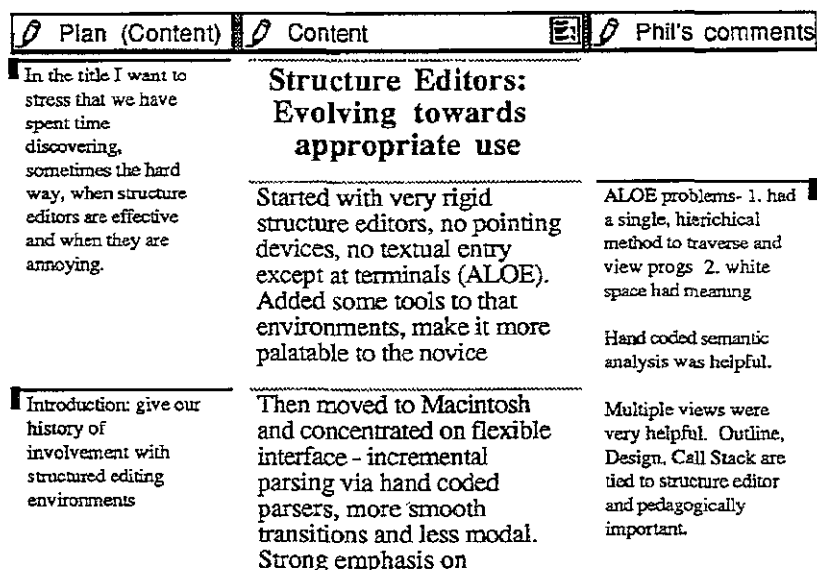 Plan (Content)
Content
Phil's comments
In the title I want to
stress that we have
spent time
discovering,
sometimes the hard
way, when structure
editors are effective
and when they are
annoying.
Structure Editors:
Evolving towards
appropriate use
Started with very rigid
structure editors, no pointing
devices, no textual entry
except at terminals (ALOE).
Added some tools to that
environments, make it more
palatable to the novice
ALOE problems- 1. had
a single, hierichical
method to traverse and
view progs 2. white
space had meaning
Hand coded semantic
analysis was helpful.
Introduction: give our
history of
involvement with
structured editing
environments
Then moved to Macintosh
and concentrated on flexible
interface - incremental
parsing via hand coded
parsers, more smooth
transitions and less modal.
Strong emphasis on
Multiple views were
very helpful. Outline,
Design, Call Stack are
tied to structure editor
and pedagogically
important.